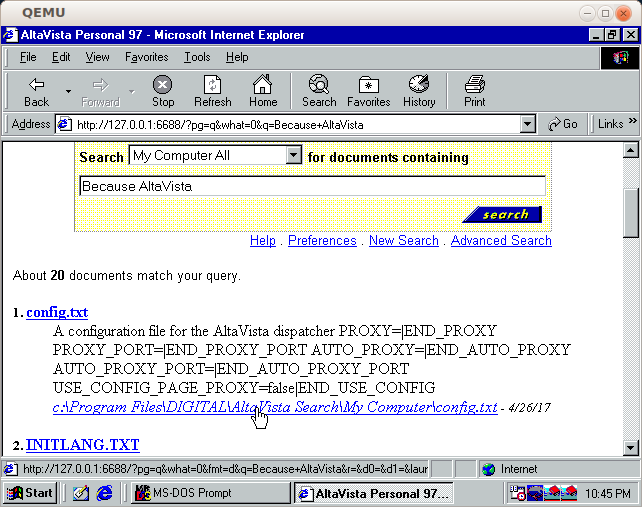 QEMU
AltaVista Personal 97 - Microsoft Internet Explorer
File Edit View Favorites Tools Help
Back Forward Stop Refresh Home Search Favorites History Print
Address http://127.0.0.1:6688/?pg=q&what=0&q=Because+AltaVista Go Links »
Search My Computer All for documents containing
Because AltaVista
search
Help . Preferences . New Search . Advanced Search
About 20 documents match your query.
1. config.txt
A configuration file for the AltaVista dispatcher PROXY=|END_PROXY
PROXY_PORT=|END_PROXY_PORT AUTO_PROXY=|END_AUTO_PROXY
AUTO_PROXY_PORT=|END_AUTO_PROXY_PORT
USE_CONFIG_PAGE_PROXY=false|END_USE_CONFIG
c:\Program Files\DIGITAL\AltaVista Search\My Computer\config.txt - 4/26/17
2. INITLANG.TXT
http://127.0.0.1:6688/?pg=q&what=0&fmt=d&q=Because+AltaVista&r=&d0=&d1=&laur Internet
Start MS-DOS Prompt AltaVista Personal 97... 10:45 PM